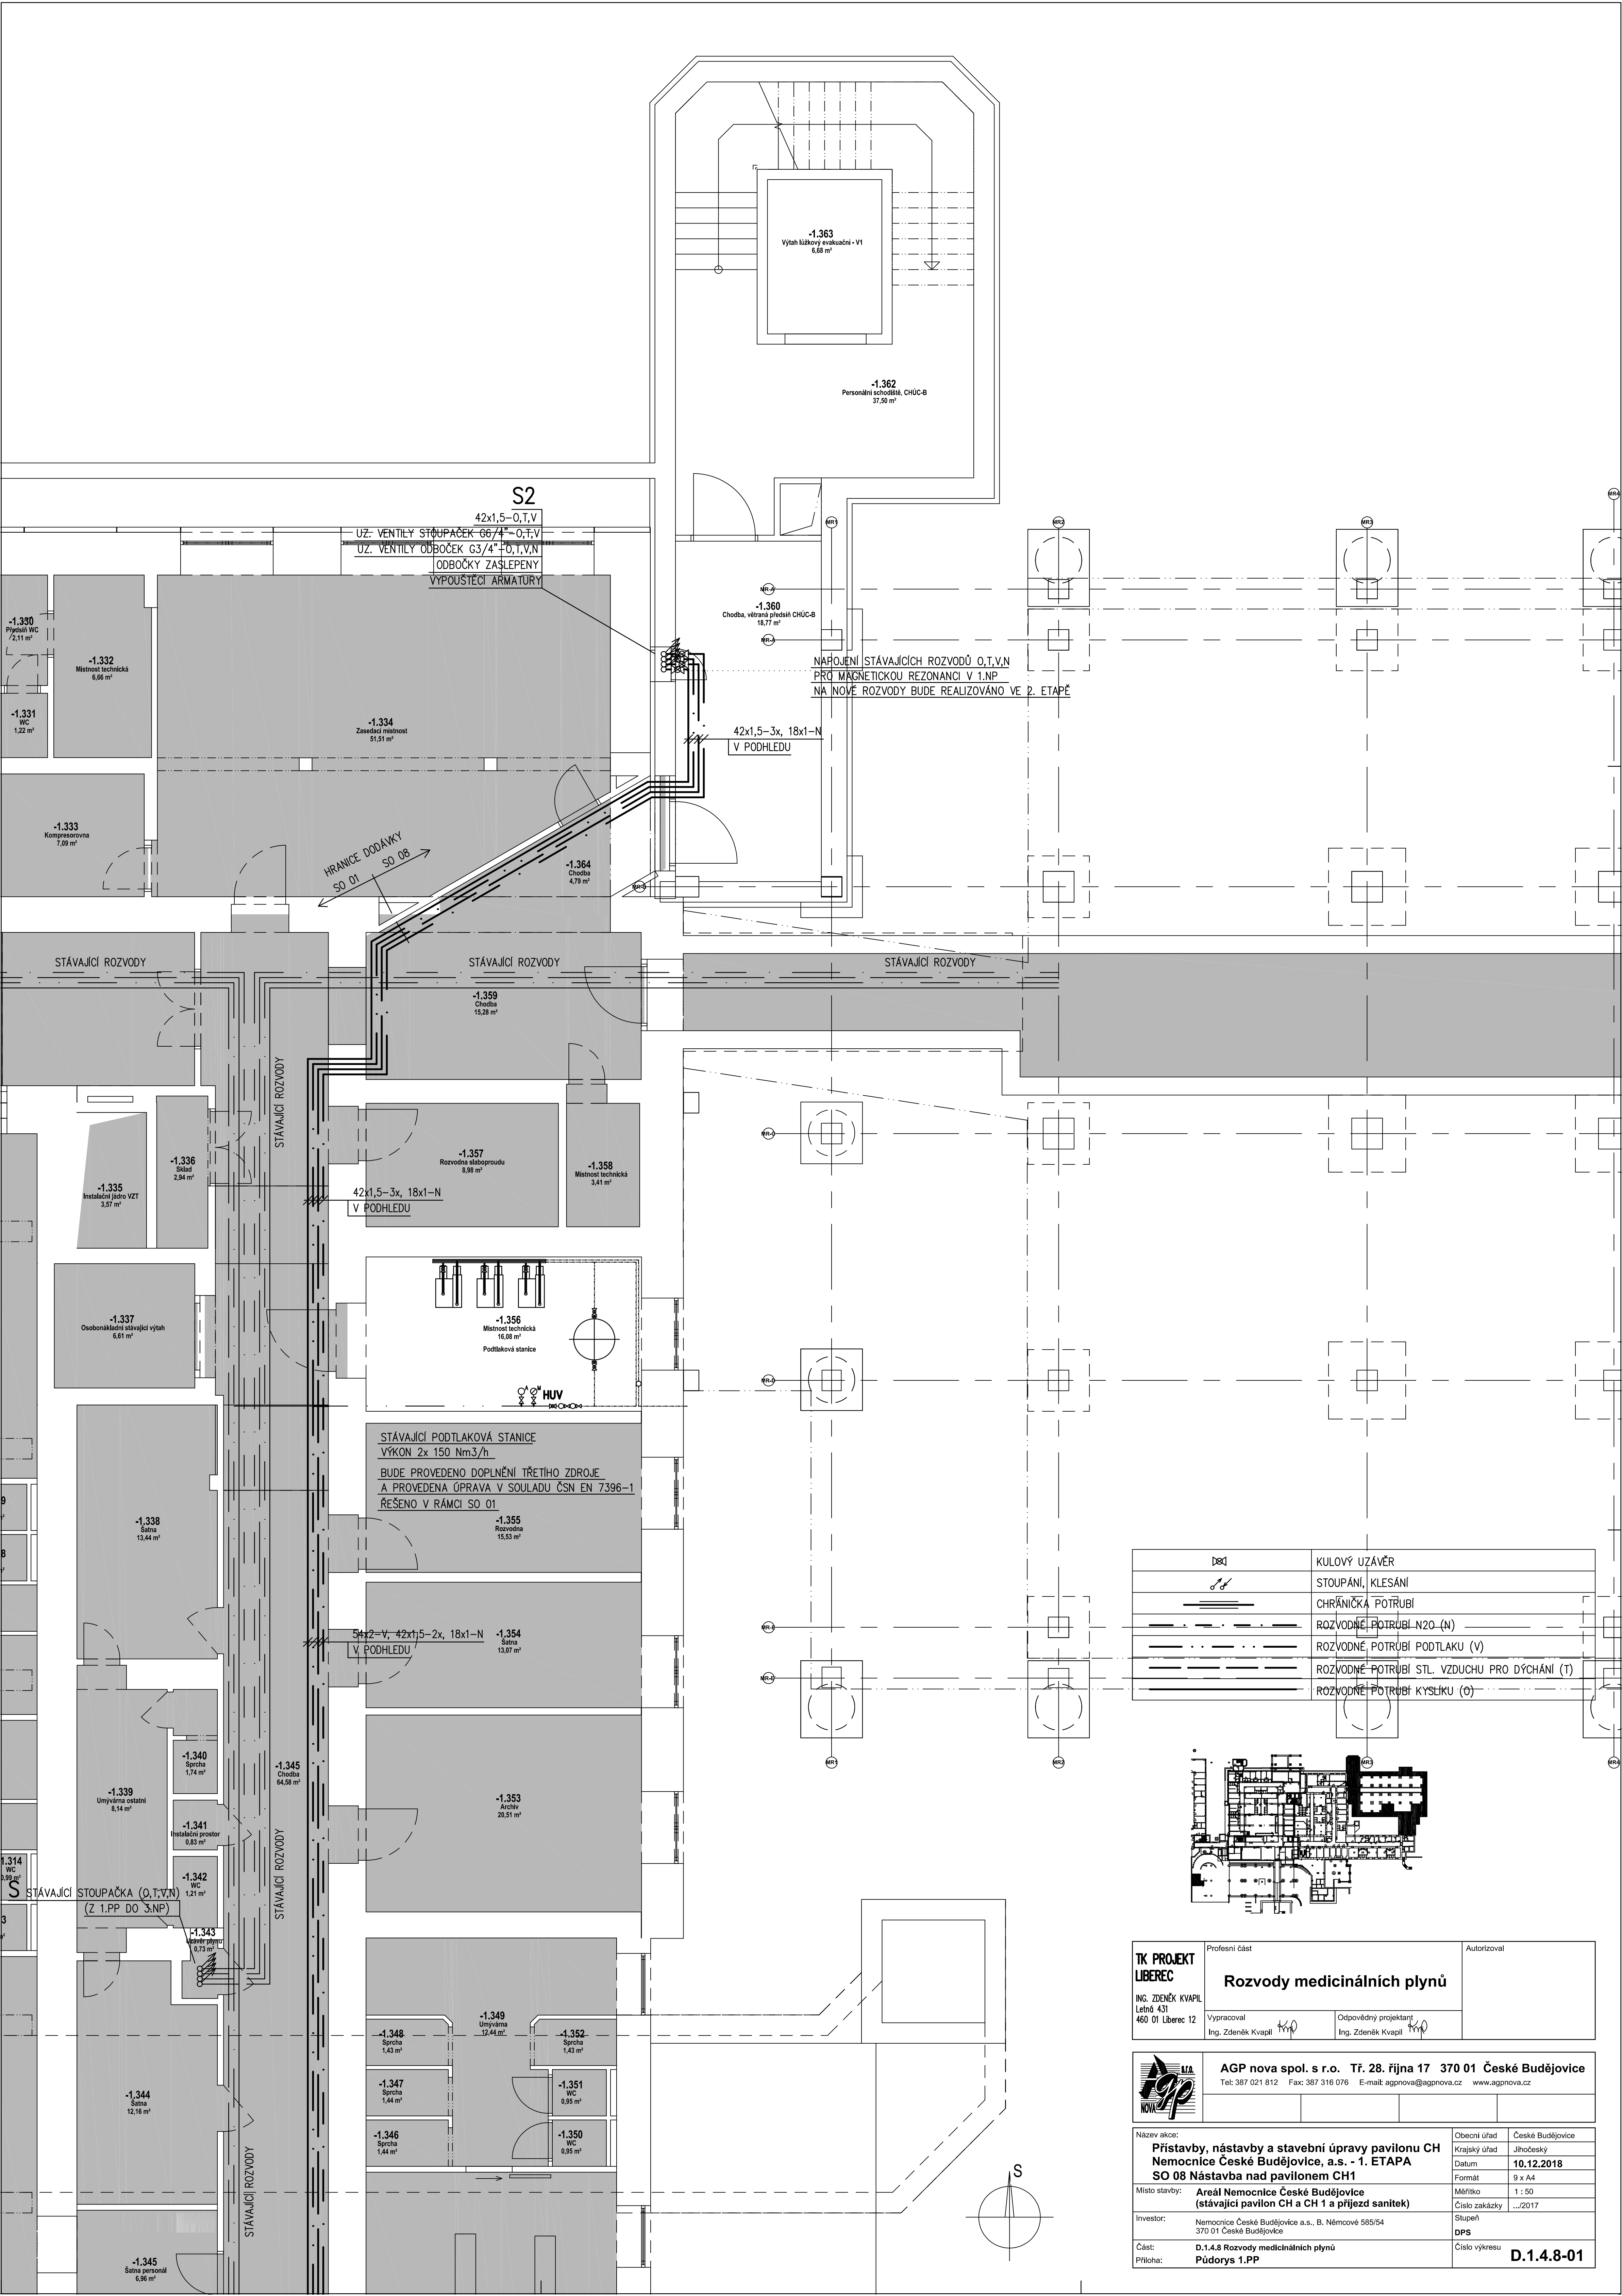 -1.363
Výtah lůžkový evakuační - V1
6,68 m²
-1.362
Personální schodiště, CHÚC-B
37,50 m²
S2
42x1,5-O,T,V
UZ. VENTILY STOUPAČEK G6/4"-O,T,V
UZ. VENTILY ODBOČEK G3/4"-O,T,V,N
ODBOČKY ZASLEPENY
VYPOUŠTĚCÍ ARMATURY
MR1
MR2
MR3
MR4
MR-A
-1.360
Chodba, větraná předsíň CHÚC-B
18,77 m²
MR-A
NAPOJENÍ STÁVAJÍCÍCH ROZVODŮ O,T,V,N
PRO MAGNETICKOU REZONANCI V 1.NP
NA NOVÉ ROZVODY BUDE REALIZOVÁNO VE 2. ETAPĚ
42x1,5-3x, 18x1-N
V PODHLEDU
-1.330
Předsíň WC
2,11 m²
-1.332
Místnost technická
6,66 m²
-1.331
WC
1,22 m²
-1.334
Zasedací místnost
51,51 m²
-1.333
Kompresorovna
7,09 m²
HRANICE DODÁVKY
SO 01
SO 08
-1.364
Chodba
4,79 m²
STÁVAJÍCÍ ROZVODY
STÁVAJÍCÍ ROZVODY
STÁVAJÍCÍ ROZVODY
-1.359
Chodba
15,28 m²
STÁVAJÍCÍ ROZVODY
-1.336
Sklad
2,94 m²
-1.335
Instalační jádro VZT
3,57 m²
-1.357
Rozvodna slaboproudu
8,98 m²
-1.358
Místnost technická
3,41 m²
MR-C
42x1,5-3x, 18x1-N
V PODHLEDU
-1.337
Osobonákladní stávající výtah
6,61 m²
-1.356
Místnost technická
16,08 m²
Podtlaková stanice
HUV
MR-D
STÁVAJÍCÍ PODTLAKOVÁ STANICE
VÝKON 2x 150 Nm3/h
BUDE PROVEDENO DOPLNĚNÍ TŘETÍHO ZDROJE
A PROVEDENA ÚPRAVA V SOULADU ČSN EN 7396-1
ŘEŠENO V RÁMCI SO 01
-1.355
Rozvodna
15,53 m²
-1.338
Šatna
13,44 m²
54x2-V, 42x1,5-2x, 18x1-N
V PODHLEDU
-1.354
Šatna
13,07 m²
MR-E
KULOVÝ UZÁVĚR
STOUPÁNÍ, KLESÁNÍ
CHRÁNIČKA POTRUBÍ
ROZVODNÉ POTRUBÍ N2O (N)
ROZVODNÉ POTRUBÍ PODTLAKU (V)
ROZVODNÉ POTRUBÍ STL. VZDUCHU PRO DÝCHÁNÍ (T)
ROZVODNÉ POTRUBÍ KYSLÍKU (O)
MR1
MR2
MR3
MR4
-1.340
Sprcha
1,74 m²
-1.339
Umývárna ostatní
8,14 m²
-1.341
Instalační prostor
0,83 m²
-1.345
Chodba
64,58 m²
-1.353
Archiv
20,51 m²
STÁVAJÍCÍ ROZVODY
1.314
WC
0,99 m²
-1.342
WC
1,21 m²
S STÁVAJÍCÍ STOUPAČKA (O,T,V,N)
(Z 1.PP DO 3.NP)
-1.343
Uzávěr plynu
0,73 m²
-1.344
Šatna
12,16 m²
-1.349
Umývárna
12,44 m²
-1.348
Sprcha
1,43 m²
-1.352
Sprcha
1,43 m²
-1.347
Sprcha
1,44 m²
-1.351
WC
0,95 m²
-1.346
Sprcha
1,44 m²
-1.350
WC
0,95 m²
STÁVAJÍCÍ ROZVODY
-1.345
Šatna personál
6,96 m²
S
TK PROJEKT
LIBEREC
ING. ZDENĚK KVAPIL
Letná 431
460 01 Liberec 12
Profesní část
Rozvody medicinálních plynů
Autorizoval
Vypracoval
Ing. Zdeněk Kvapil
Odpovědný projektant
Ing. Zdeněk Kvapil
AGP NOVA s.r.o.
AGP nova spol. s r.o. Tř. 28. října 17 370 01 České Budějovice
Tel: 387 021 812 Fax: 387 316 076 E-mail: agpnova@agpnova.cz www.agpnova.cz
Název akce:
Přístavby, nástavby a stavební úpravy pavilonu CH
Nemocnice České Budějovice, a.s. - 1. ETAPA
SO 08 Nástavba nad pavilonem CH1
Místo stavby: Areál Nemocnice České Budějovice
(stávající pavilon CH a CH 1 a příjezd sanitek)
Investor: Nemocnice České Budějovice a.s., B. Němcové 585/54
370 01 České Budějovice
Část: D.1.4.8 Rozvody medicinálních plynů
Příloha: Půdorys 1.PP
Obecní úřad České Budějovice
Krajský úřad Jihočeský
Datum 10.12.2018
Formát 9 x A4
Měřítko 1 : 50
Číslo zakázky .../2017
Stupeň
DPS
Číslo výkresu D.1.4.8-01